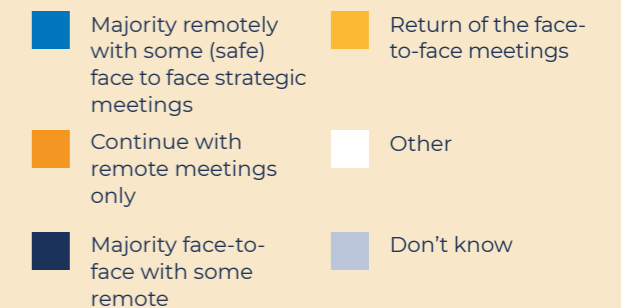 Majority remotely
with some (safe)
face to face strategic
meetings
Continue with
remote meetings
only
Majority face-to-
face with some
remote
Return of the face-
to-face meetings
Other
Don't know